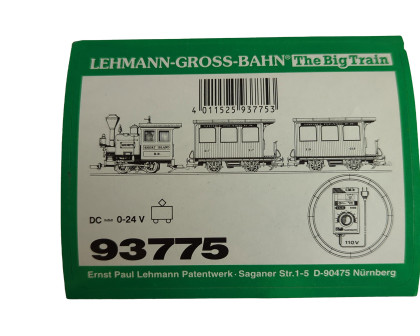 LEHMANN-GROSS-BAHN® The Big Train
4 011525 937753
DC ⎓ 0-24 V
110V
93775
Ernst Paul Lehmann Patentwerk · Saganer Str.1-5 D-90475 Nürnberg